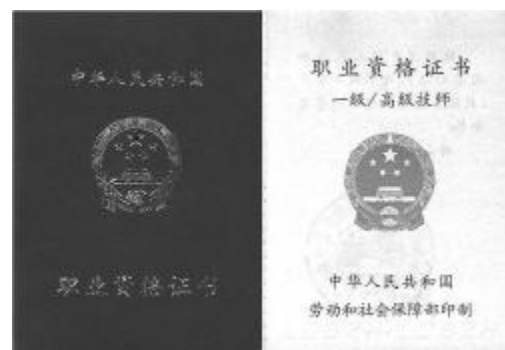 中华人民共和国
职业资格证书
职业资格证书
一级/高级技师
中华人民共和国
劳动和社会保障部印制